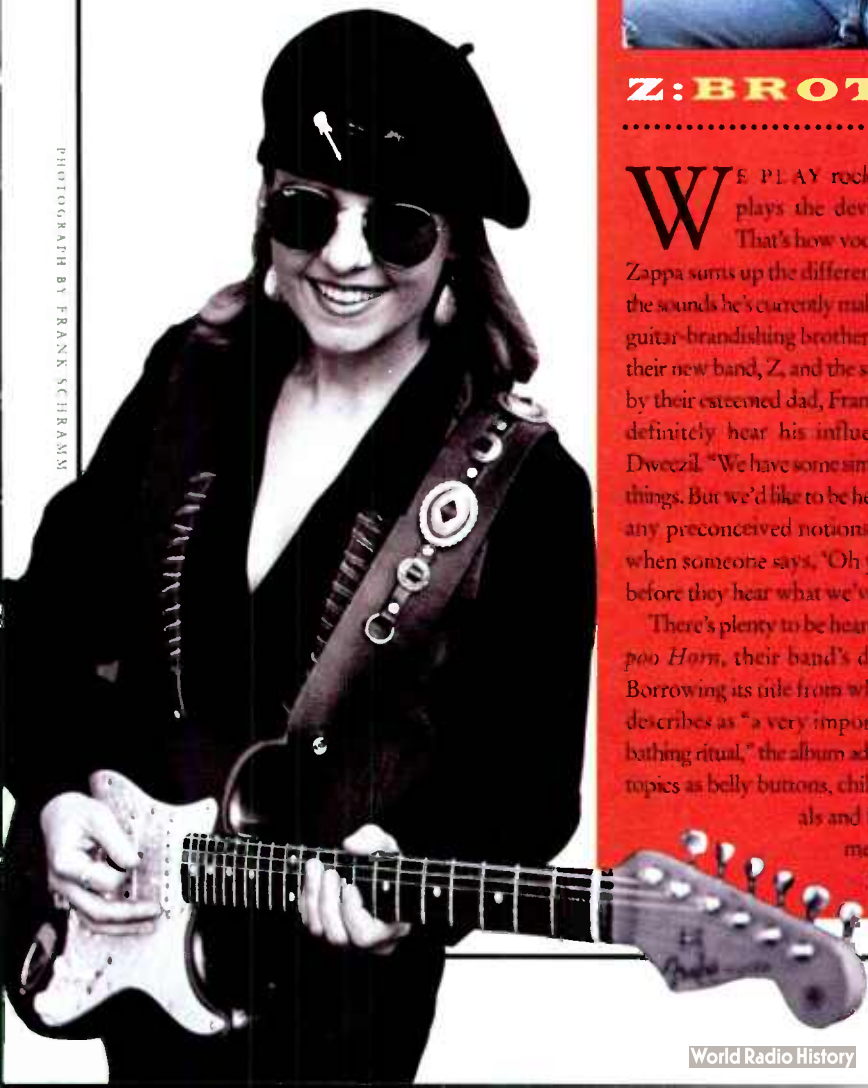 PHOTOGRAPH BY FRANK SCHRAMM
Z: BROT
WE PLAY rock
plays the dev
That's how voc
Zappa sums up the differen
the sounds he's currently mak
guitar-brandishing brother
their new band, Z, and the s
by their esteemed dad, Fran
definitely hear his influe
Dweezil. "We have some sim
things. But we'd like to be he
any preconceived notions
when someone says, 'Oh y
before they hear what we'v
There's plenty to be hear
poo Horn, their band's d
Borrowing its title from wh
describes as "a very impor
bathing ritual," the album ad
topics as belly buttons, chil
als and
me
Fender
World Radio History